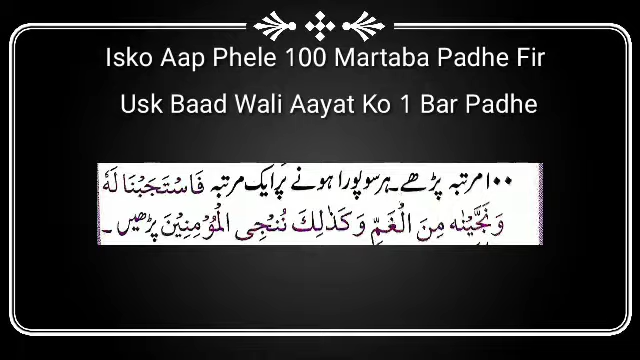 Isko Aap Phele 100 Martaba Padhe Fir
Usk Baad Wali Aayat Ko 1 Bar Padhe
۱۰۰ مرتبہ پڑھے۔ ہر سو پورا ہونے پر ایک مرتبہ فَاسْتَجَبْنَا لَهٗ
وَنَجَّيْنٰهُ مِنَ الْغَمِّ وَكَذٰلِكَ نُنْجِى الْمُؤْمِنِيْنَ پڑھیں۔